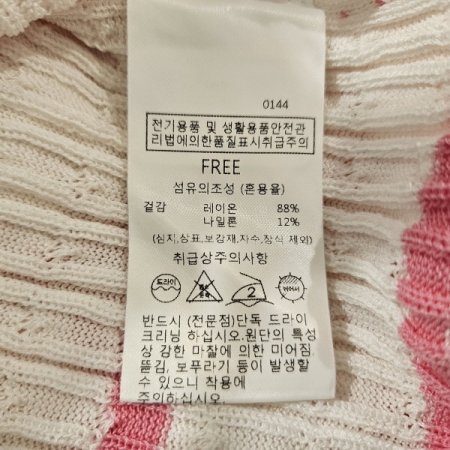 0144
전기용품 및 생활용품안전관
리법에의한품질표시취급주의
FREE
섬유의조성 (혼용율)
겉감 레이온 88%
나일론 12%
(심지,상표,보강재,자수,장식 제외)
취급상주의사항
드라이 2
반드시 (전문점)단독 드라이
크리닝 하십시오.원단의 특성
상 강한 마찰에 의한 미어짐
뜯김, 보푸라기 등이 발생할
수 있으니 착용에
주의하십시오.